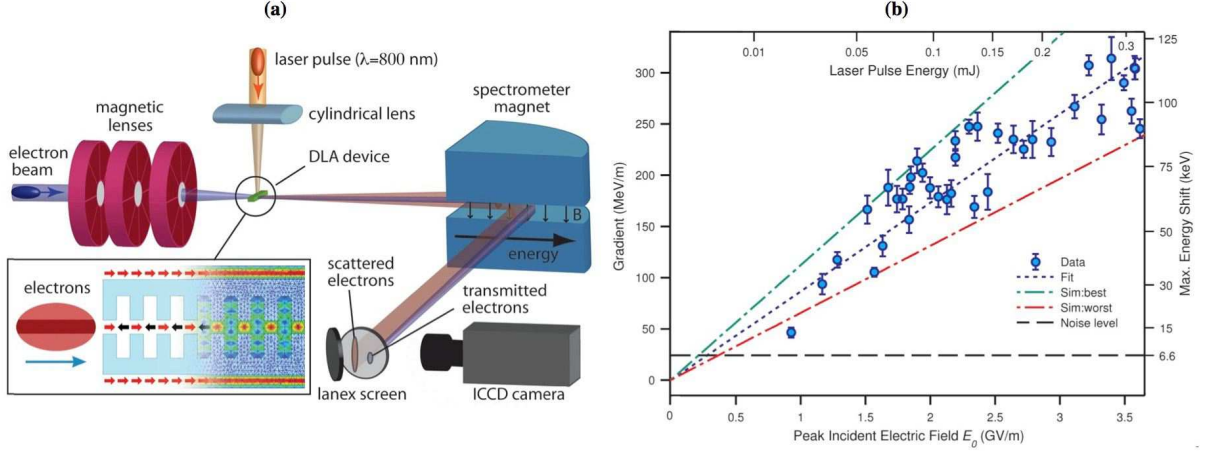 (a)
laser pulse (λ=800 nm)
magnetic
lenses
cylindrical lens
spectrometer
magnet
electron
beam
DLA device
B
energy
electrons
scattered
electrons
transmitted
electrons
lanex screen
ICCD camera
(b)
0.01
0.05
0.1
0.15
0.2
0.3
Laser Pulse Energy (mJ)
Gradient (MeV/m)
300
250
200
150
100
50
0
125
100
75
50
30
15
6.6
Max. Energy Shift (keV)
Data
Fit
Sim:best
Sim:worst
Noise level
0
0.5
1
1.5
2
2.5
3
3.5
Peak Incident Electric Field E0 (GV/m)